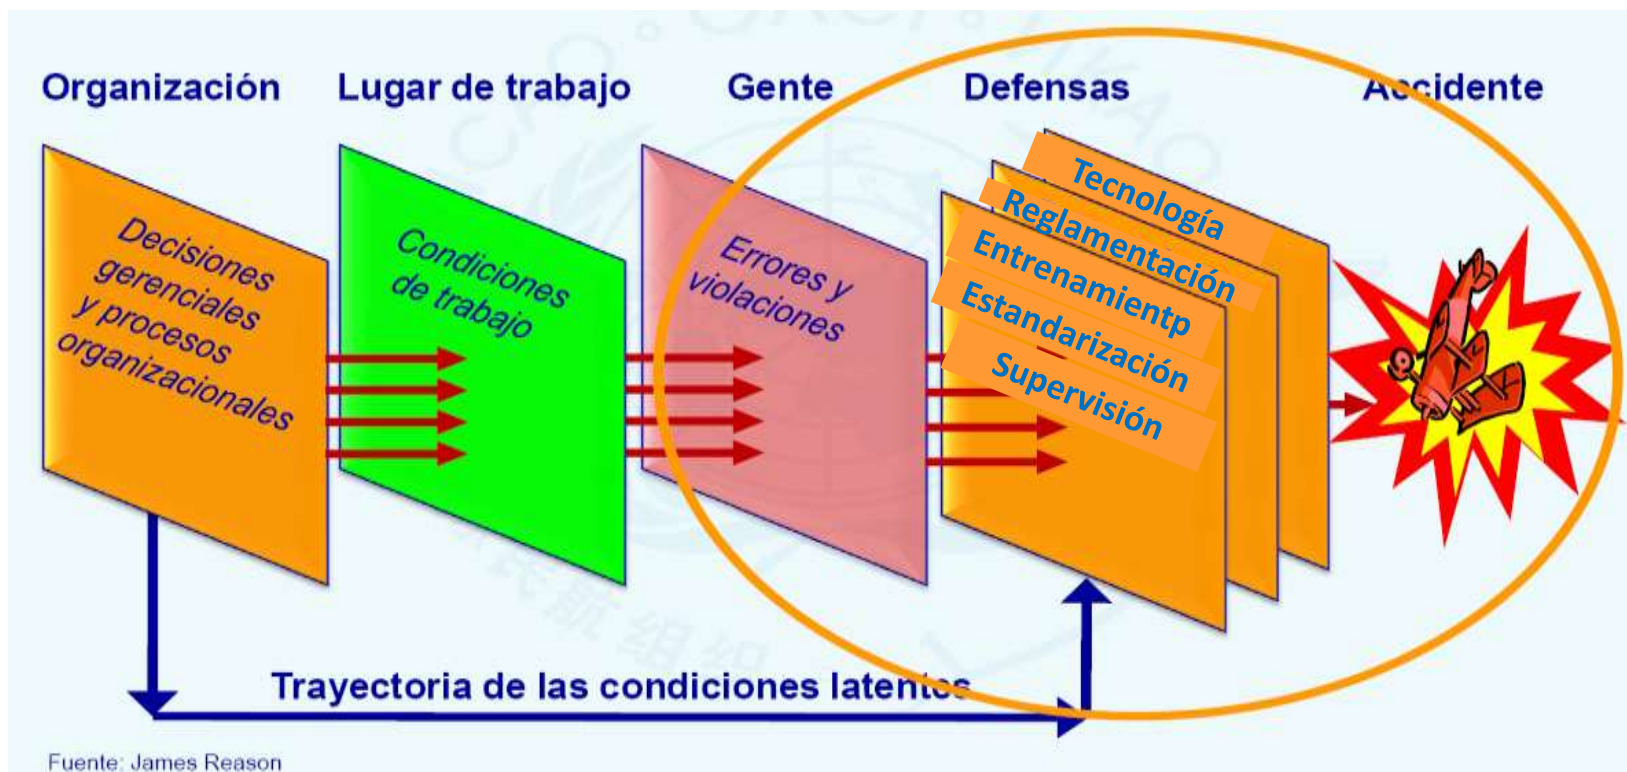 Organización
Lugar de trabajo
Gente
Defensas
Accidente
Decisiones
gerenciales
y procesos
organizacionales
Condiciones
de trabajo
Errores y
violaciones
Tecnología
Reglamentación
Entrenamientp
Estandarización
Supervisión
Trayectoria de las condiciones latentes
Fuente: James Reason